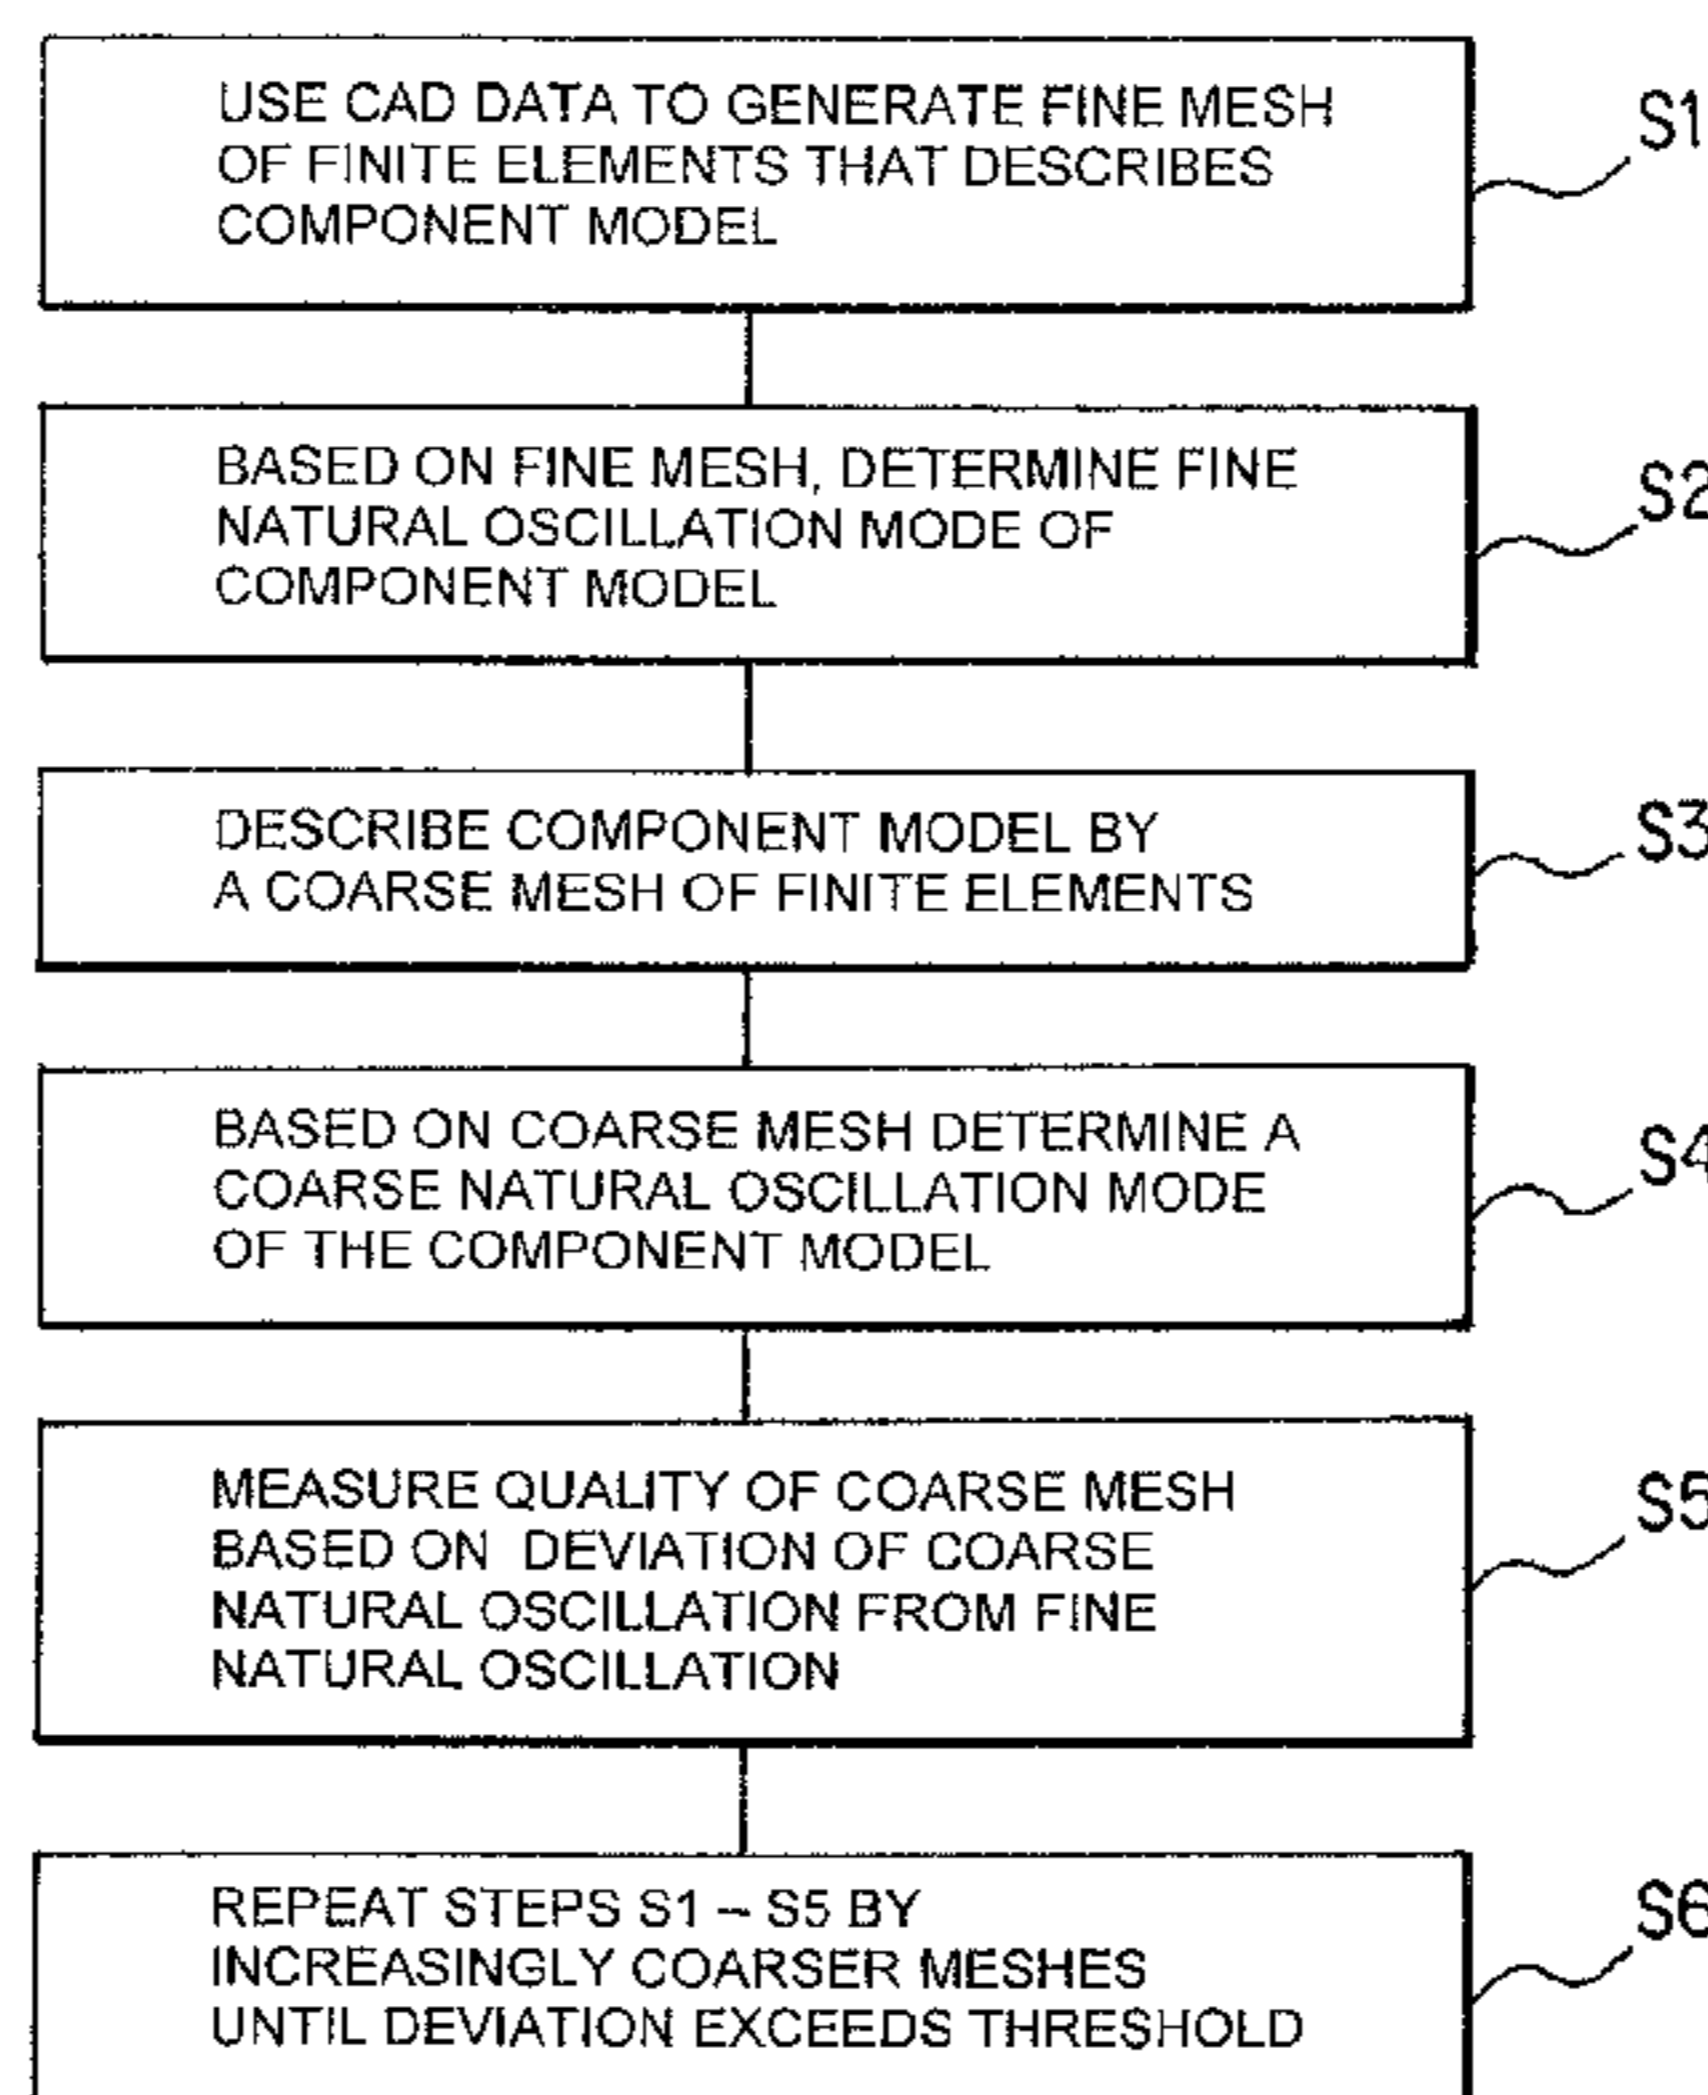 USE CAD DATA TO GENERATE FINE MESH
OF FINITE ELEMENTS THAT DESCRIBES
COMPONENT MODEL
S1
BASED ON FINE MESH, DETERMINE FINE
NATURAL OSCILLATION MODE OF
COMPONENT MODEL
S2
DESCRIBE COMPONENT MODEL BY
A COARSE MESH OF FINITE ELEMENTS
S3
BASED ON COARSE MESH DETERMINE A
COARSE NATURAL OSCILLATION MODE
OF THE COMPONENT MODEL
S4
MEASURE QUALITY OF COARSE MESH
BASED ON DEVIATION OF COARSE
NATURAL OSCILLATION FROM FINE
NATURAL OSCILLATION
S5
REPEAT STEPS S1 – S5 BY
INCREASINGLY COARSER MESHES
UNTIL DEVIATION EXCEEDS THRESHOLD
S6